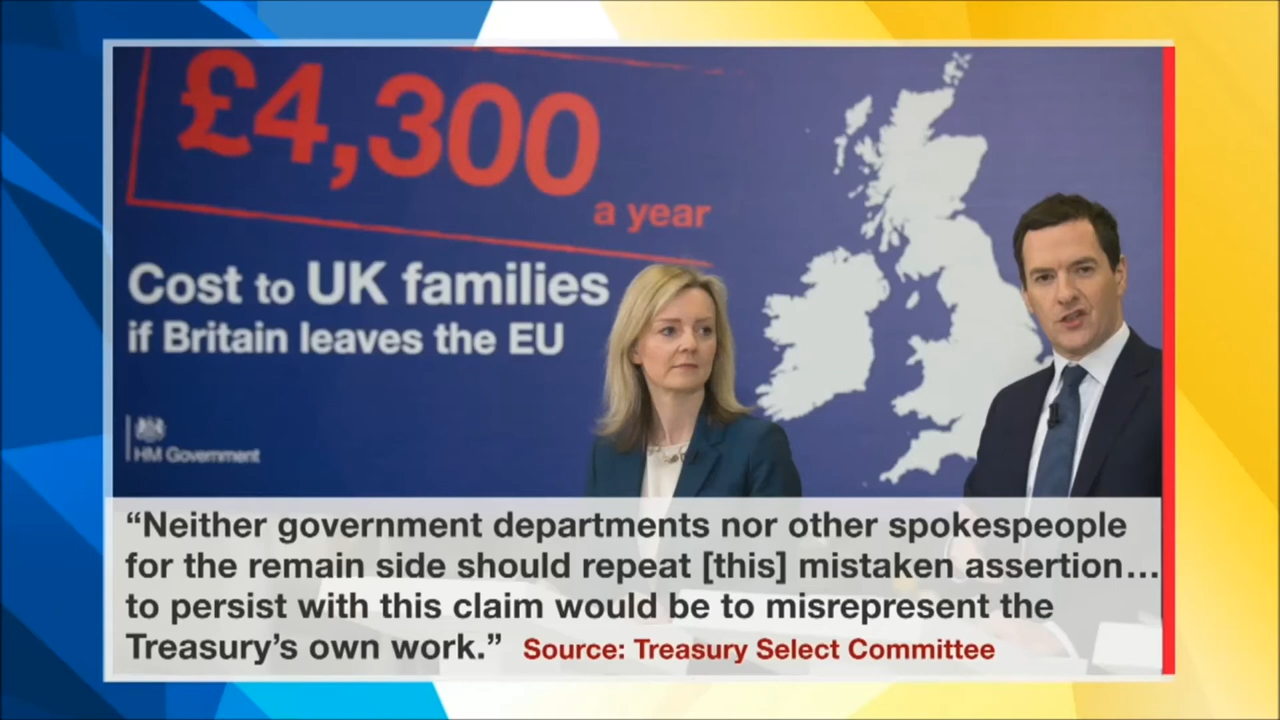 £4,300
a year
Cost to UK families
if Britain leaves the EU
HM Government
“Neither government departments nor other spokespeople
for the remain side should repeat [this] mistaken assertion...
to persist with this claim would be to misrepresent the
Treasury’s own work.” Source: Treasury Select Committee